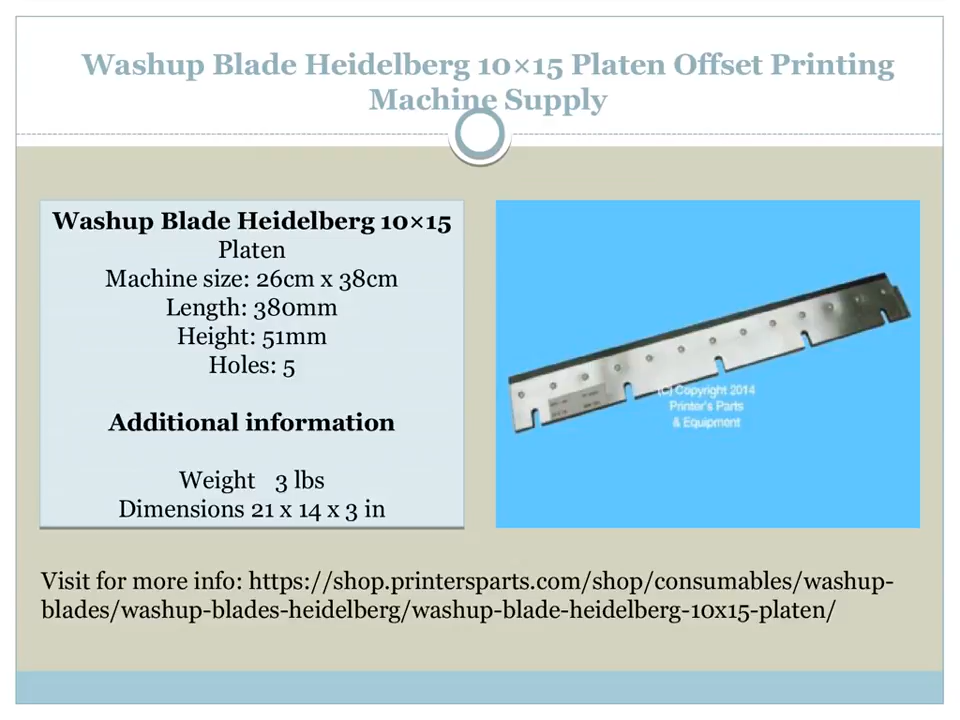 Washup Blade Heidelberg 10×15 Platen Offset Printing
Machine Supply
Washup Blade Heidelberg 10×15
Platen
Machine size: 26cm x 38cm
Length: 380mm
Height: 51mm
Holes: 5
Additional information
Weight 3 lbs
Dimensions 21 x 14 x 3 in
(C) Copyright 2014
Printer's Parts
& Equipment
Visit for more info: https://shop.printersparts.com/shop/consumables/washup-
blades/washup-blades-heidelberg/washup-blade-heidelberg-10x15-platen/